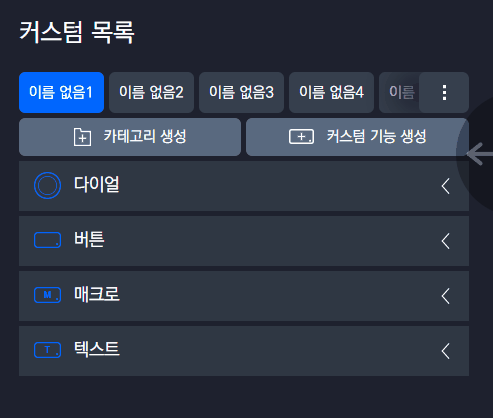 커스텀 목록
이름 없음1 이름 없음2 이름 없음3 이름 없음4 이름
카테고리 생성 커스텀 기능 생성
다이얼
버튼
M 매크로
T 텍스트